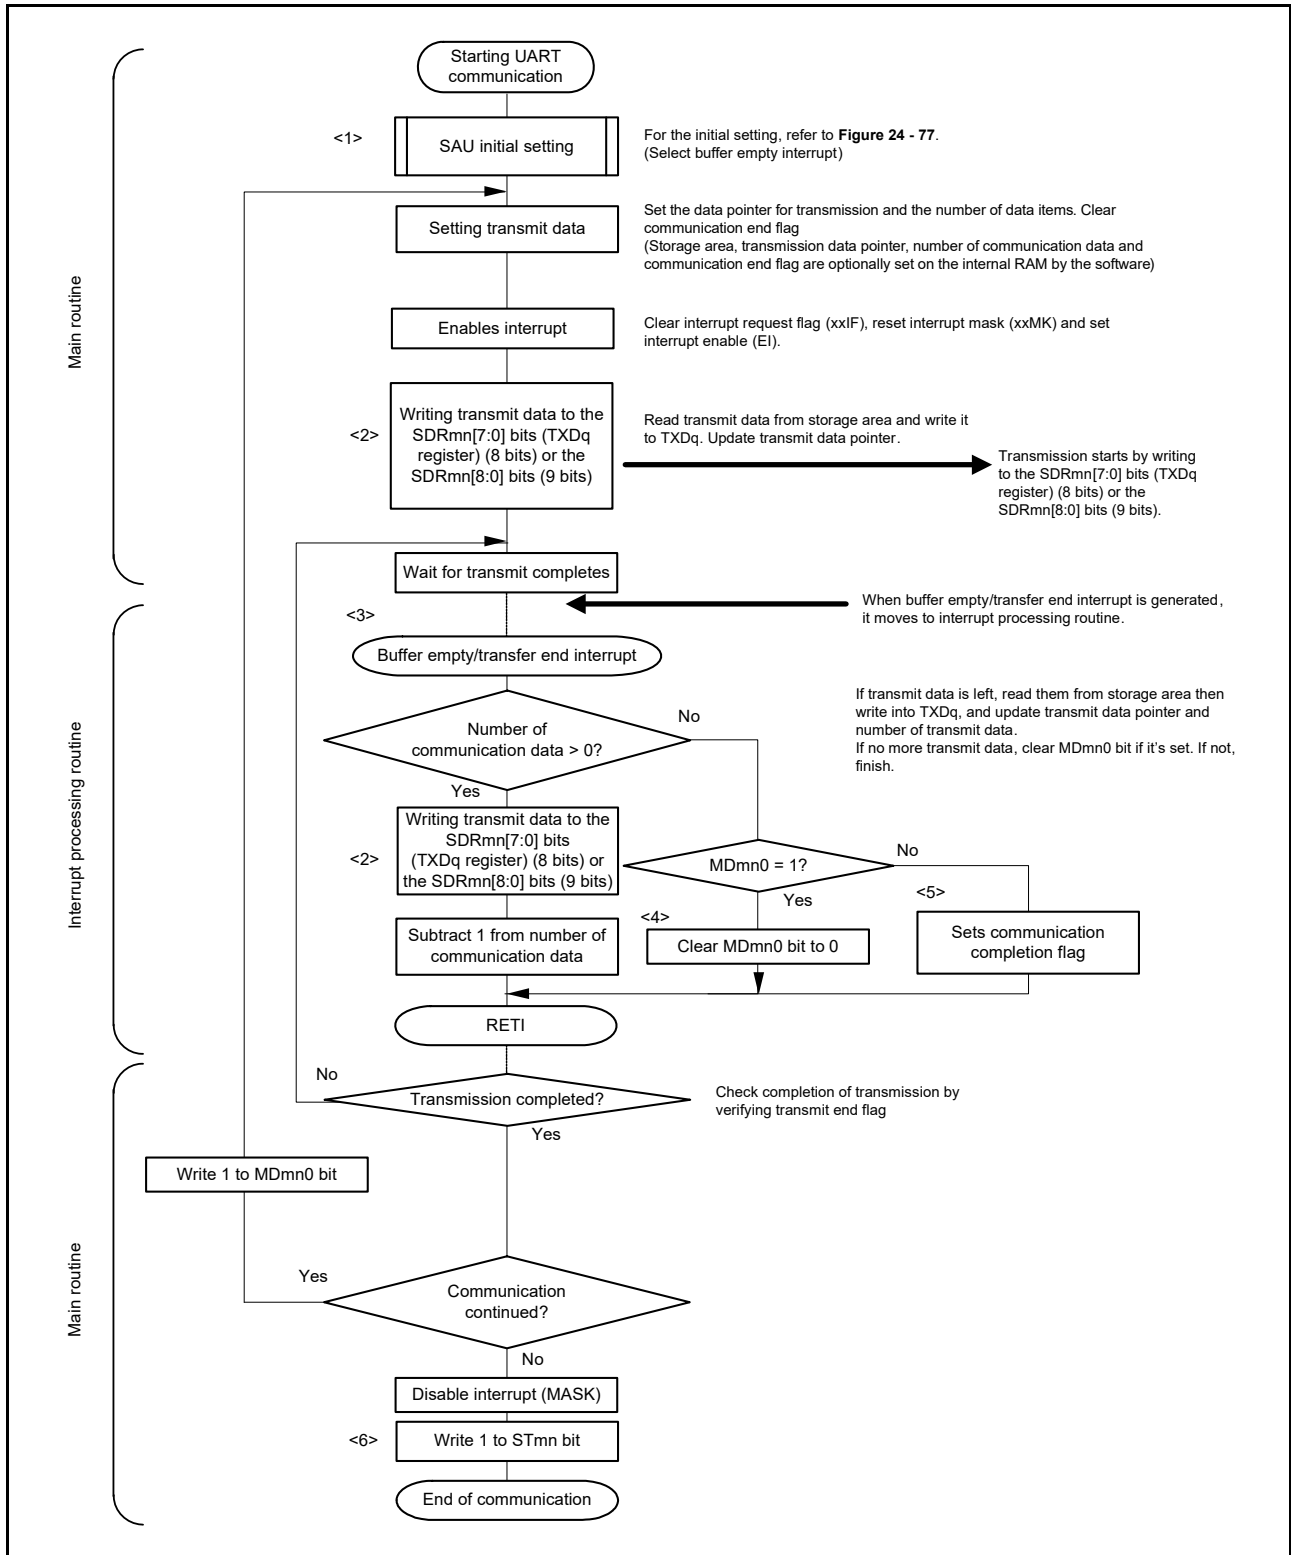 Starting UART
communication
<1>
SAU initial setting
For the initial setting, refer to Figure 24 - 77.
(Select buffer empty interrupt)
Setting transmit data
Set the data pointer for transmission and the number of data items. Clear
communication end flag
(Storage area, transmission data pointer, number of communication data and
communication end flag are optionally set on the internal RAM by the software)
Main routine
Enables interrupt
Clear interrupt request flag (xxIF), reset interrupt mask (xxMK) and set
interrupt enable (EI).
<2>
Writing transmit data to the
SDRmn[7:0] bits (TXDq
register) (8 bits) or the
SDRmn[8:0] bits (9 bits)
Read transmit data from storage area and write it
to TXDq. Update transmit data pointer.
Transmission starts by writing
to the SDRmn[7:0] bits (TXDq
register) (8 bits) or the
SDRmn[8:0] bits (9 bits).
Wait for transmit completes
<3>
When buffer empty/transfer end interrupt is generated,
it moves to interrupt processing routine.
Buffer empty/transfer end interrupt
Interrupt processing routine
Number of
communication data > 0?
No
Yes
If transmit data is left, read them from storage area then
write into TXDq, and update transmit data pointer and
number of transmit data.
If no more transmit data, clear MDmn0 bit if it's set. If not,
finish.
<2>
Writing transmit data to the
SDRmn[7:0] bits
(TXDq register) (8 bits) or
the SDRmn[8:0] bits (9 bits)
MDmn0 = 1?
No
Yes
<4>
<5>
Subtract 1 from number of
communication data
Clear MDmn0 bit to 0
Sets communication
completion flag
RETI
No
Transmission completed?
Yes
Check completion of transmission by
verifying transmit end flag
Write 1 to MDmn0 bit
Main routine
Yes
Communication
continued?
No
Disable interrupt (MASK)
<6>
Write 1 to STmn bit
End of communication